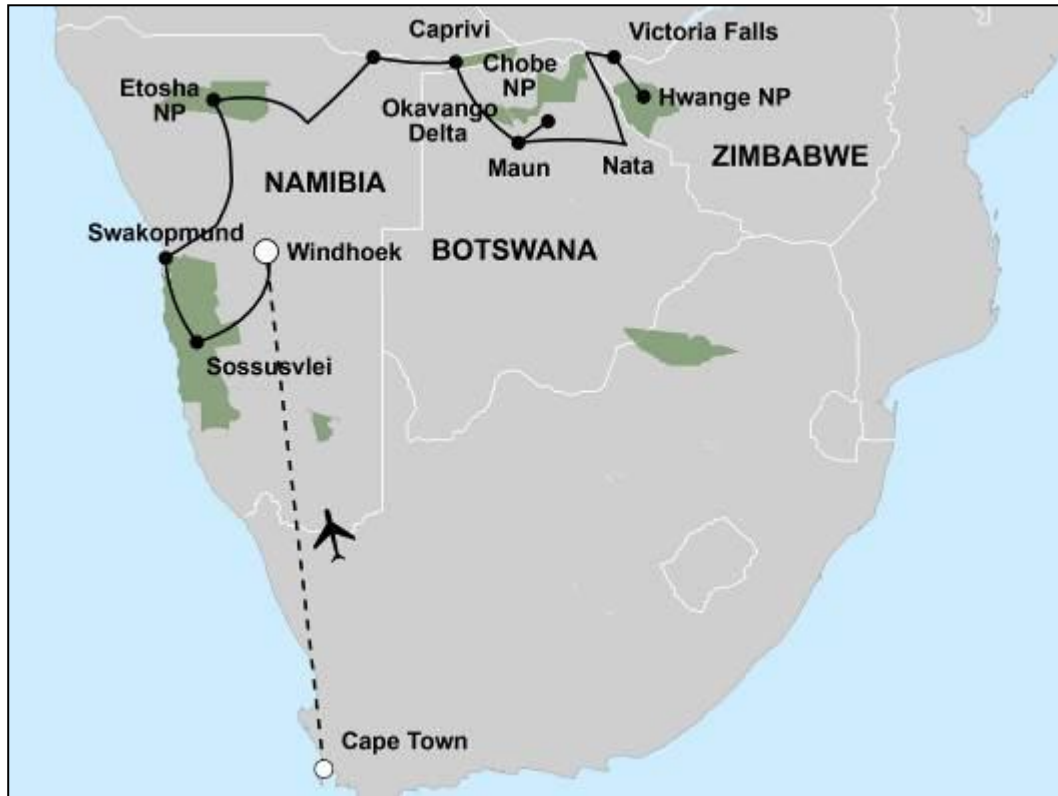 Caprivi
Victoria Falls
Etosha
NP
Chobe
NP
Hwange NP
Okavango
Delta
Maun
Nata
ZIMBABWE
NAMIBIA
Swakopmund
Windhoek
BOTSWANA
Sossusvlei
Cape Town